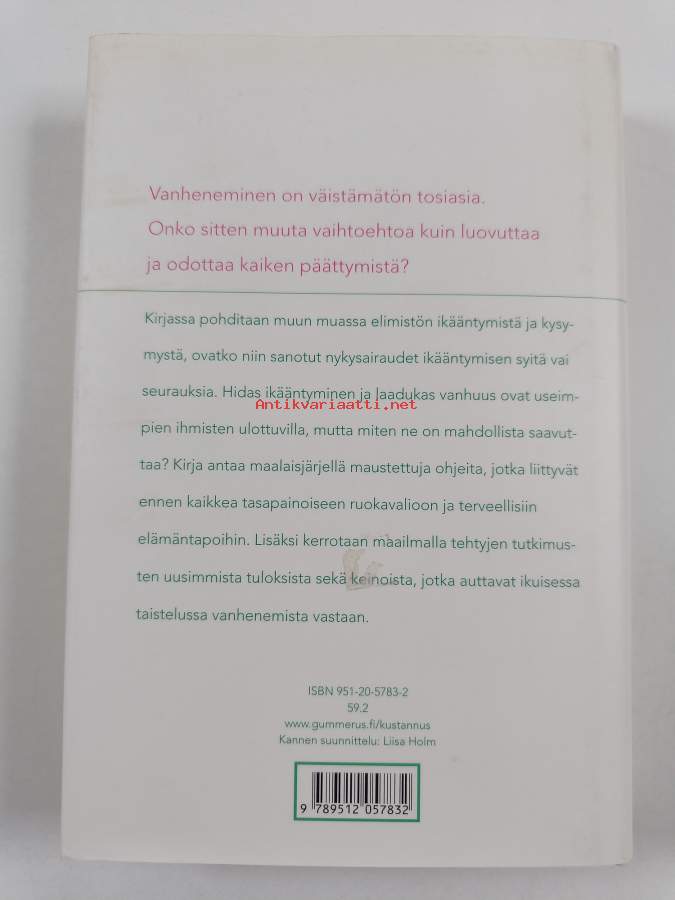 Vanheneminen on väistämätön tosiasia.
Onko sitten muuta vaihtoehtoa kuin luovuttaa
ja odottaa kaiken päättymistä?
Kirjassa pohditaan muun muassa elimistön ikääntymistä ja kysy-
mystä, ovatko niin sanotut nykysairaudet ikääntymisen syitä vai
seurauksia. Hidas ikääntyminen ja laadukas vanhuus ovat useim-
Antikvariaatti.net
pien ihmisten ulottuvilla, mutta miten ne on mahdollista saavut-
taa? Kirja antaa maalaisjärjellä maustettuja ohjeita, jotka liittyvät
ennen kaikkea tasapainoiseen ruokavalioon ja terveellisiin
elämäntapoihin. Lisäksi kerrotaan maailmalla tehtyjen tutkimus-
ten uusimmista tuloksista sekä keinoista, jotka auttavat ikuisessa
taistelussa vanhenemista vastaan.
ISBN 951-20-5783-2
59.2
www.gummerus.fi/kustannus
Kannen suunnittelu: Liisa Holm
9 789512 057832